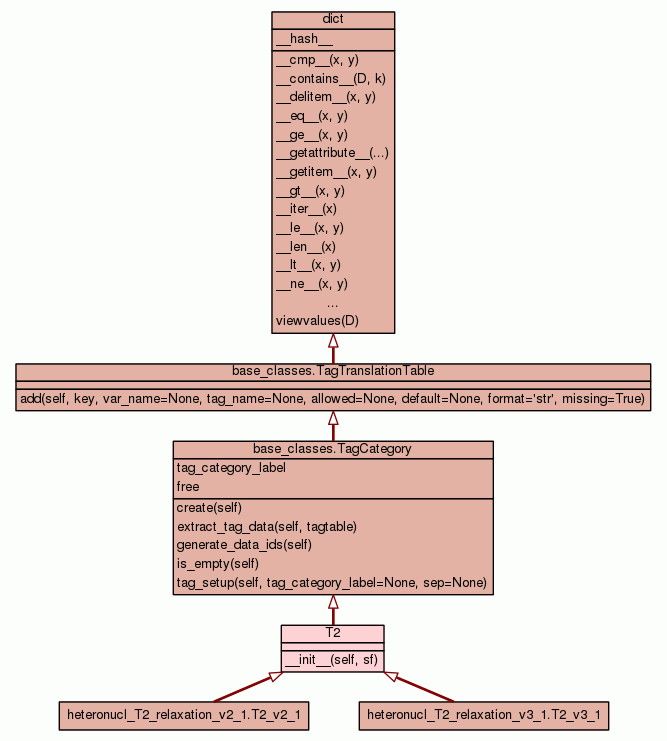 dict
__hash__
__cmp__(x, y)
__contains__(D, k)
__delitem__(x, y)
__eq__(x, y)
__ge__(x, y)
__getattribute__(...)
__getitem__(x, y)
__gt__(x, y)
__iter__(x)
__le__(x, y)
__len__(x)
__lt__(x, y)
__ne__(x, y)
...
viewvalues(D)
base_classes.TagTranslationTable
add(self, key, var_name=None, tag_name=None, allowed=None, default=None, format='str', missing=True)
base_classes.TagCategory
tag_category_label
free
create(self)
extract_tag_data(self, tagtable)
generate_data_ids(self)
is_empty(self)
tag_setup(self, tag_category_label=None, sep=None)
T2
__init__(self, sf)
heteronucl_T2_relaxation_v2_1.T2_v2_1
heteronucl_T2_relaxation_v3_1.T2_v3_1